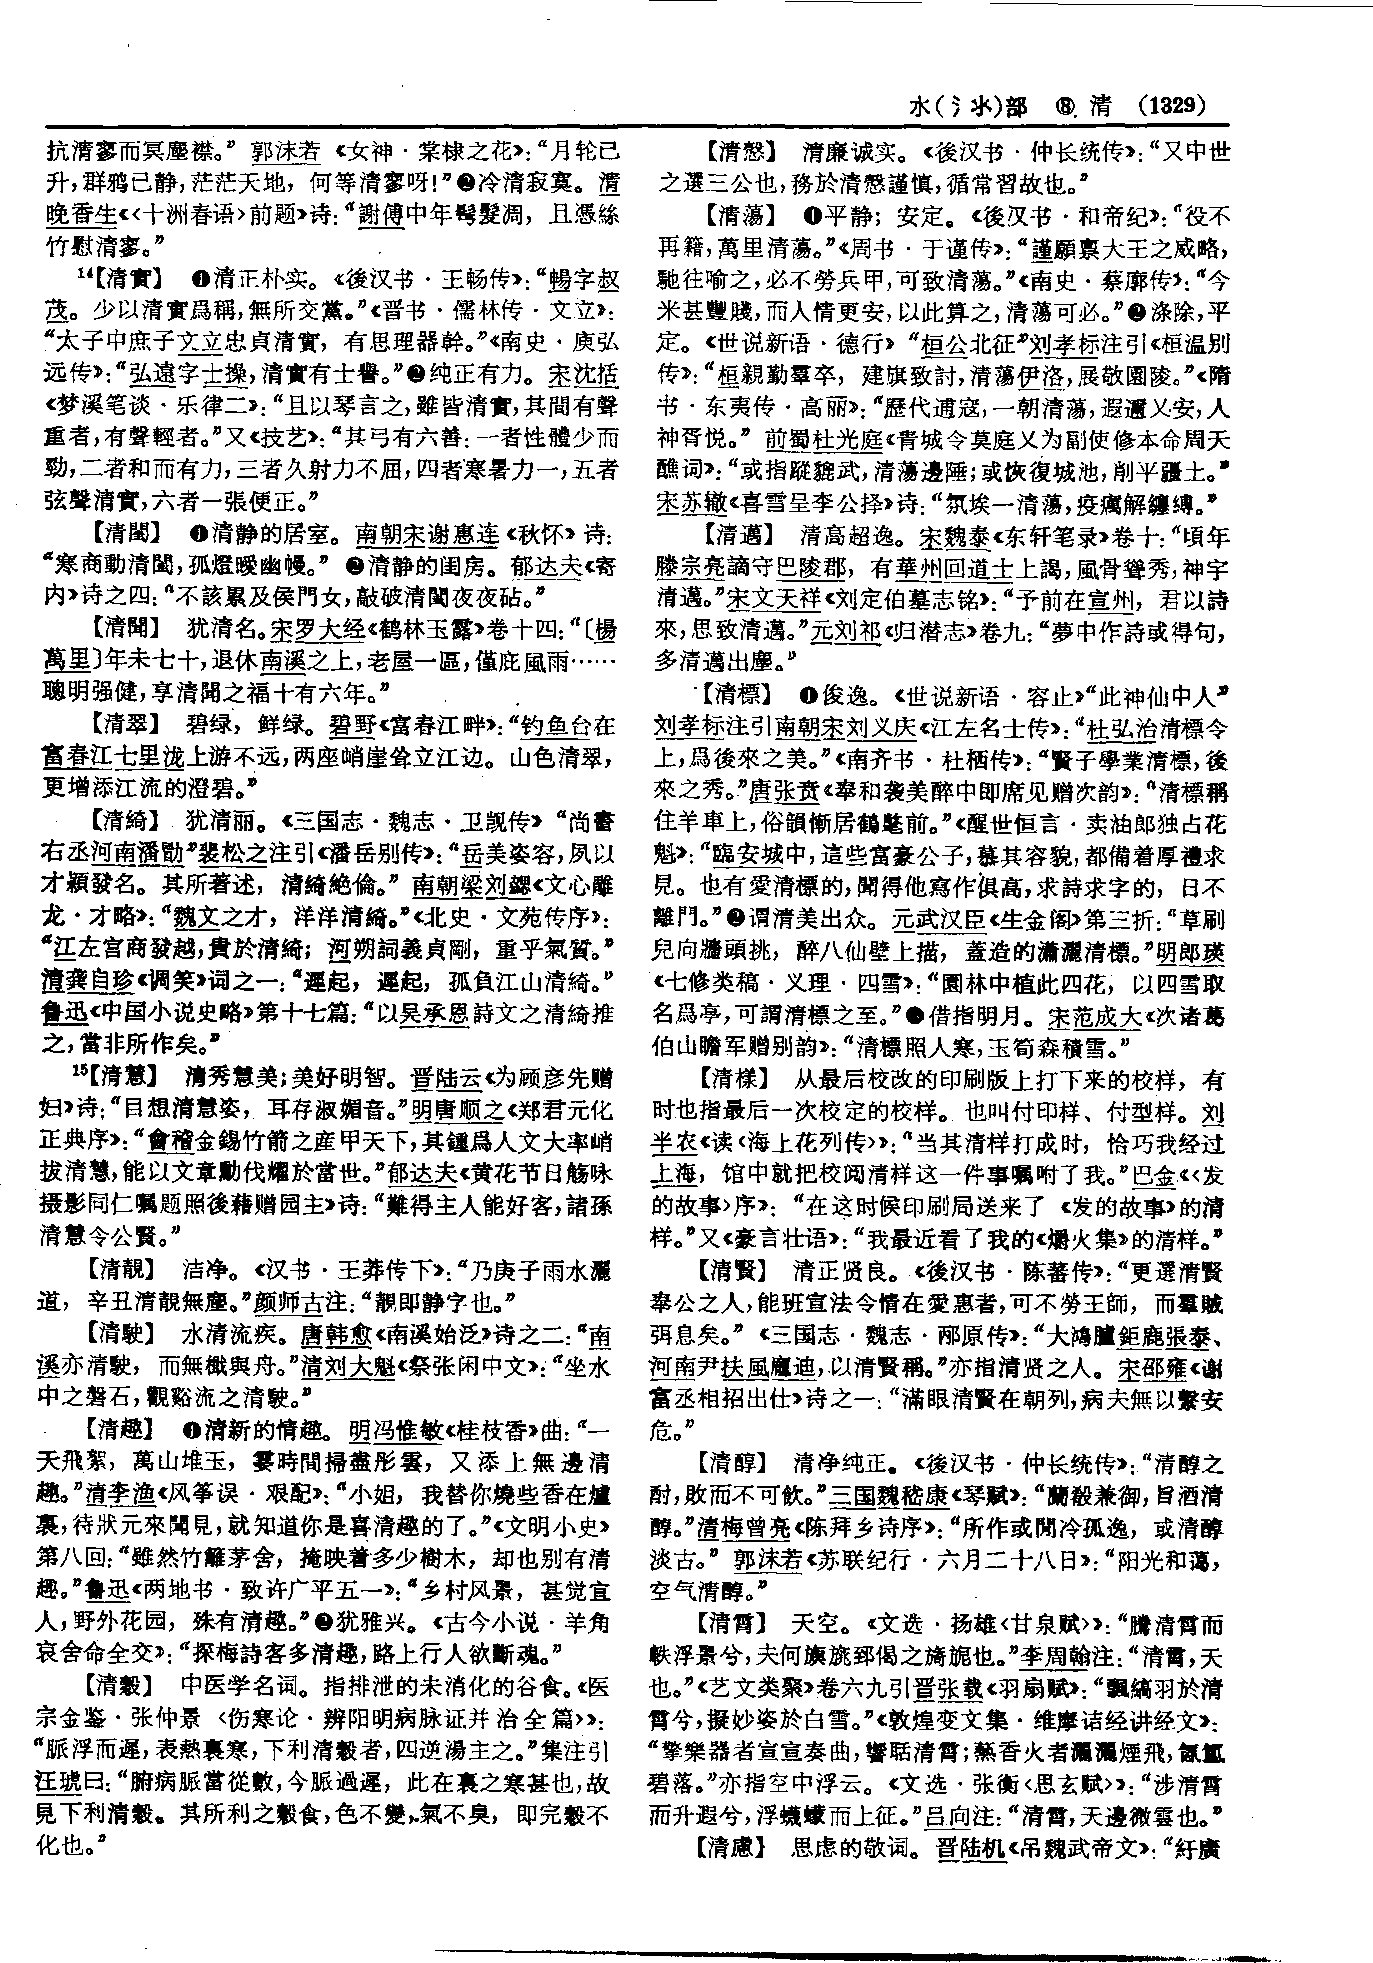 水(氵氺)部 ⑧ 清 (1329)
抗清寥而冥塵襟。”郭沫若《女神·棠棣之花》：“月轮已
升，群鸦已静，茫茫天地，何等清寥呀！”❷冷清寂寞。清
晚香生《〈十洲春语〉前题》诗：“謝傅中年鬓髮凋，且憑絲
竹慰清寥。”
14【清實】 ❶清正朴实。《後汉书·王畅传》：“暢字叔
茂。少以清實爲稱，無所交黨。”《晋书·儒林传·文立》：
“太子中庶子文立忠貞清實，有思理器幹。”《南史·庾弘
远传》：“弘遠字士操，清實有士譽。”❷纯正有力。宋沈括
《梦溪笔谈·乐律二》：“且以琴言之，雖皆清實，其間有聲
重者，有聲輕者。”又《技艺》：“其弓有六善：一者性體少而
勁，二者和而有力，三者久射力不屈，四者寒暑力一，五者
弦聲清實，六者一張便正。”
【清閨】 ❶清静的居室。南朝宋谢惠连《秋怀》诗：
“寒商動清閨，孤燈曖幽幔。” ❷清静的闺房。郁达夫《寄
内》诗之四：“不該累及侯門女，敲破清閨夜夜砧。”
【清聞】 犹清名。宋罗大经《鹤林玉露》卷十四：“〔楊
萬里〕年未七十，退休南溪之上，老屋一區，僅庇風雨……
聰明强健，享清閒之福十有六年。”
【清翠】 碧绿，鲜绿。碧野《富春江畔》：“钓鱼台在
富春江七里泷上游不远，两座峭崖耸立江边。山色清翠，
更增添江流的澄碧。”
【清綺】 犹清丽。《三国志·魏志·卫觊传》“尚書
右丞河南潘勖”裴松之注引《潘岳别传》：“岳美姿容，夙以
才穎發名。其所著述，清綺絶倫。”南朝梁刘勰《文心雕
龙·才略》：“魏文之才，洋洋清綺。”《北史·文苑传序》：
“江左宫商發越，貴於清綺；河朔詞義貞剛，重乎氣質。”
清龚自珍《调笑》词之一：“遲起，遲起，孤負江山清綺。”
鲁迅《中国小说史略》第十七篇：“以吴承恩詩文之清綺推
之，當非所作矣。”
15【清慧】 清秀慧美；美好明智。晋陆云《为顾彦先赠
妇》诗：“目想清慧姿，耳存淑媚音。”明唐顺之《郑君元化
正典序》：“會稽金錫竹箭之産甲天下，其鍾爲人文大率峭
拔清慧，能以文章勳伐耀於當世。”郁达夫《黄花节日觞咏
摄影同仁嘱题照後藉赠园主》诗：“難得主人能好客，諸孫
清慧令公賢。”
【清靚】 洁净。《汉书·王莽传下》：“乃庚子雨水灑
道，辛丑清靚無塵。”颜师古注：“靚即静字也。”
【清駛】 水清流疾。唐韩愈《南溪始泛》诗之二：“南
溪亦清駛，而無檝與舟。”清刘大魁《祭张闲中文》：“坐水
中之磐石，觀谿流之清駛。”
【清趣】 ❶清新的情趣。明冯惟敏《桂枝香》曲：“一
天飛絮，萬山堆玉，霎時間掃盡彤雲，又添上無邊清
趣。”清李渔《风筝误·艰配》：“小姐，我替你燒些香在爐
裏，待狀元來聞見，就知道你是喜清趣的了。”《文明小史》
第八回：“雖然竹籬茅舍，掩映着多少樹木，却也别有清
趣。”鲁迅《两地书·致许广平五一》：“乡村风景，甚觉宜
人，野外花园，殊有清趣。”❷犹雅兴。《古今小说·羊角
哀舍命全交》：“探梅詩客多清趣，路上行人欲斷魂。”
【清穀】 中医学名词。指排泄的未消化的谷食。《医
宗金鉴·张仲景〈伤寒论·辨阳明病脉证并治全篇〉》：
“脈浮而遲，表熱裏寒，下利清穀者，四逆湯主之。”集注引
汪琥曰：“腑病脈當從數，今脈過遲，此在裏之寒甚也，故
見下利清穀。其所利之穀食，色不變，氣不臭，即完穀不
化也。”
【清慤】 清廉诚实。《後汉书·仲长统传》：“又中世
之選三公也，務於清慤謹慎，循常習故也。”
【清蕩】 ❶平静；安定。《後汉书·和帝纪》：“役不
再籍，萬里清蕩。”《周书·于谨传》：“謹願禀大王之威略，
馳往喻之，必不勞兵甲，可致清蕩。”《南史·蔡廓传》：“今
米甚豐賤，而人情更安，以此算之，清蕩可必。”❷涤除，平
定。《世说新语·德行》“桓公北征”刘孝标注引《桓温别
传》：“桓親勒羣卒，建旗致討，清蕩伊洛，展敬園陵。”《隋
书·东夷传·高丽》：“歷代逋寇，一朝清蕩，遐邇乂安，人
神胥悦。”前蜀杜光庭《青城令莫庭乂为副使修本命周天
醮词》：“或指蹤貔武，清蕩邊陲；或恢復城池，削平疆土。”
宋苏辙《喜雪呈李公择》诗：“氛埃一清蕩，疫癘解纏縛。”
【清邁】 清高超逸。宋魏泰《东轩笔录》卷十：“頃年
滕宗亮謫守巴陵郡，有華州回道士上謁，風骨聳秀，神宇
清邁。”宋文天祥《刘定伯墓志铭》：“予前在宣州，君以詩
來，思致清邁。”元刘祁《归潜志》卷九：“夢中作詩或得句，
多清邁出塵。”
【清標】 ❶俊逸。《世说新语·容止》“此神仙中人”
刘孝标注引南朝宋刘义庆《江左名士传》：“杜弘治清標令
上，爲後來之美。”《南齐书·杜栖传》：“賢子學業清標，後
來之秀。”唐张贲《奉和袭美醉中即席见赠次韵》：“清標稱
住羊車上，俗韻慚居鶴氅前。”《醒世恒言·卖油郎独占花
魁》：“臨安城中，這些富豪公子，慕其容貌，都備着厚禮求
見。也有愛清標的，聞得他寫作俱高，求詩求字的，日不
離門。”❷谓清美出众。元武汉臣《生金阁》第三折：“草刷
兒向牆頭挑，醉八仙壁上描，蓋造的瀟灑清標。”明郎瑛
《七修类稿·义理·四雪》：“園林中植此四花，以四雪取
名爲亭，可謂清標之至。”❸借指明月。宋范成大《次诸葛
伯山瞻军赠别韵》：“清標照人寒，玉筍森積雪。”
【清樣】 从最后校改的印刷版上打下来的校样，有
时也指最后一次校定的校样。也叫付印样、付型样。刘
半农《读〈海上花列传〉》：“当其清样打成时，恰巧我经过
上海，馆中就把校阅清样这一件事嘱咐了我。”巴金《〈发
的故事〉序》：“在这时候印刷局送来了《发的故事》的清
样。”又《豪言壮语》：“我最近看了我的《爝火集》的清样。”
【清賢】 清正贤良。《後汉书·陈蕃传》：“更選清賢
奉公之人，能班宣法令情在愛惠者，可不勞王師，而羣賊
弭息矣。”《三国志·魏志·邴原传》：“大鴻臚鉅鹿張泰、
河南尹扶風龐迪，以清賢稱。”亦指清贤之人。宋邵雍《谢
富丞相招出仕》诗之一：“滿眼清賢在朝列，病夫無以繫安
危。”
【清醇】 清净纯正。《後汉书·仲长统传》：“清醇之
酎，敗而不可飲。”三国魏嵇康《琴赋》：“蘭殽兼御，旨酒清
醇。”清梅曾亮《陈拜乡诗序》：“所作或閒冷孤逸，或清醇
淡古。”郭沫若《苏联纪行·六月二十八日》：“阳光和蔼，
空气清醇。”
【清霄】 天空。《文选·扬雄〈甘泉赋〉》：“騰清霄而
軼浮景兮，夫何旟旐郅偈之旖旎也。”李周翰注：“清霄，天
也。”《艺文类聚》卷六九引晋张载《羽扇赋》：“飄縞羽於清
霄兮，擬妙姿於白雪。”《敦煌变文集·维摩诘经讲经文》：
“擎樂器者宣宣奏曲，響聒清霄；爇香火者灑灑煙飛，氤氳
碧落。”亦指空中浮云。《文选·张衡〈思玄赋〉》：“涉清霄
而升遐兮，浮蠛蠓而上征。”吕向注：“清霄，天邊微雲也。”
【清慮】 思虑的敬词。晋陆机《吊魏武帝文》：“紆廣